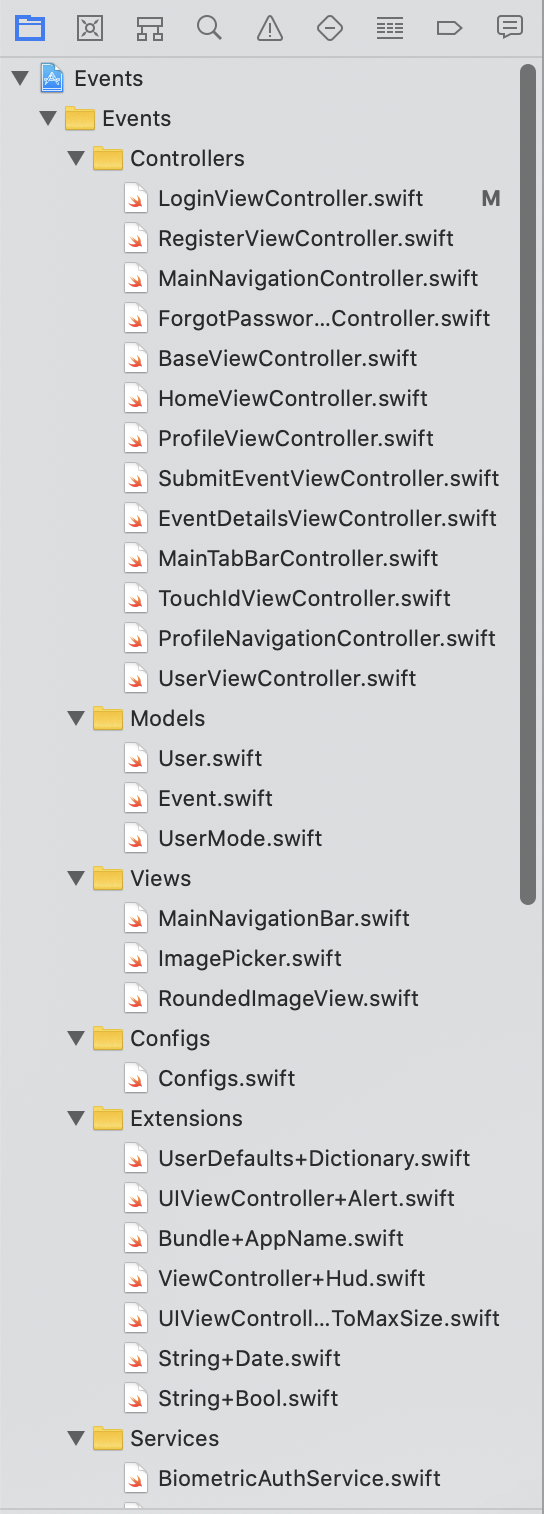 Events
Events
Controllers
LoginViewController.swift M
RegisterViewController.swift
MainNavigationController.swift
ForgotPasswor...Controller.swift
BaseViewController.swift
HomeViewController.swift
ProfileViewController.swift
SubmitEventViewController.swift
EventDetailsViewController.swift
MainTabBarController.swift
TouchIdViewController.swift
ProfileNavigationController.swift
UserViewController.swift
Models
User.swift
Event.swift
UserMode.swift
Views
MainNavigationBar.swift
ImagePicker.swift
RoundedImageView.swift
Configs
Configs.swift
Extensions
UserDefaults+Dictionary.swift
UIViewController+Alert.swift
Bundle+AppName.swift
ViewController+Hud.swift
UIViewControll...ToMaxSize.swift
String+Date.swift
String+Bool.swift
Services
BiometricAuthService.swift